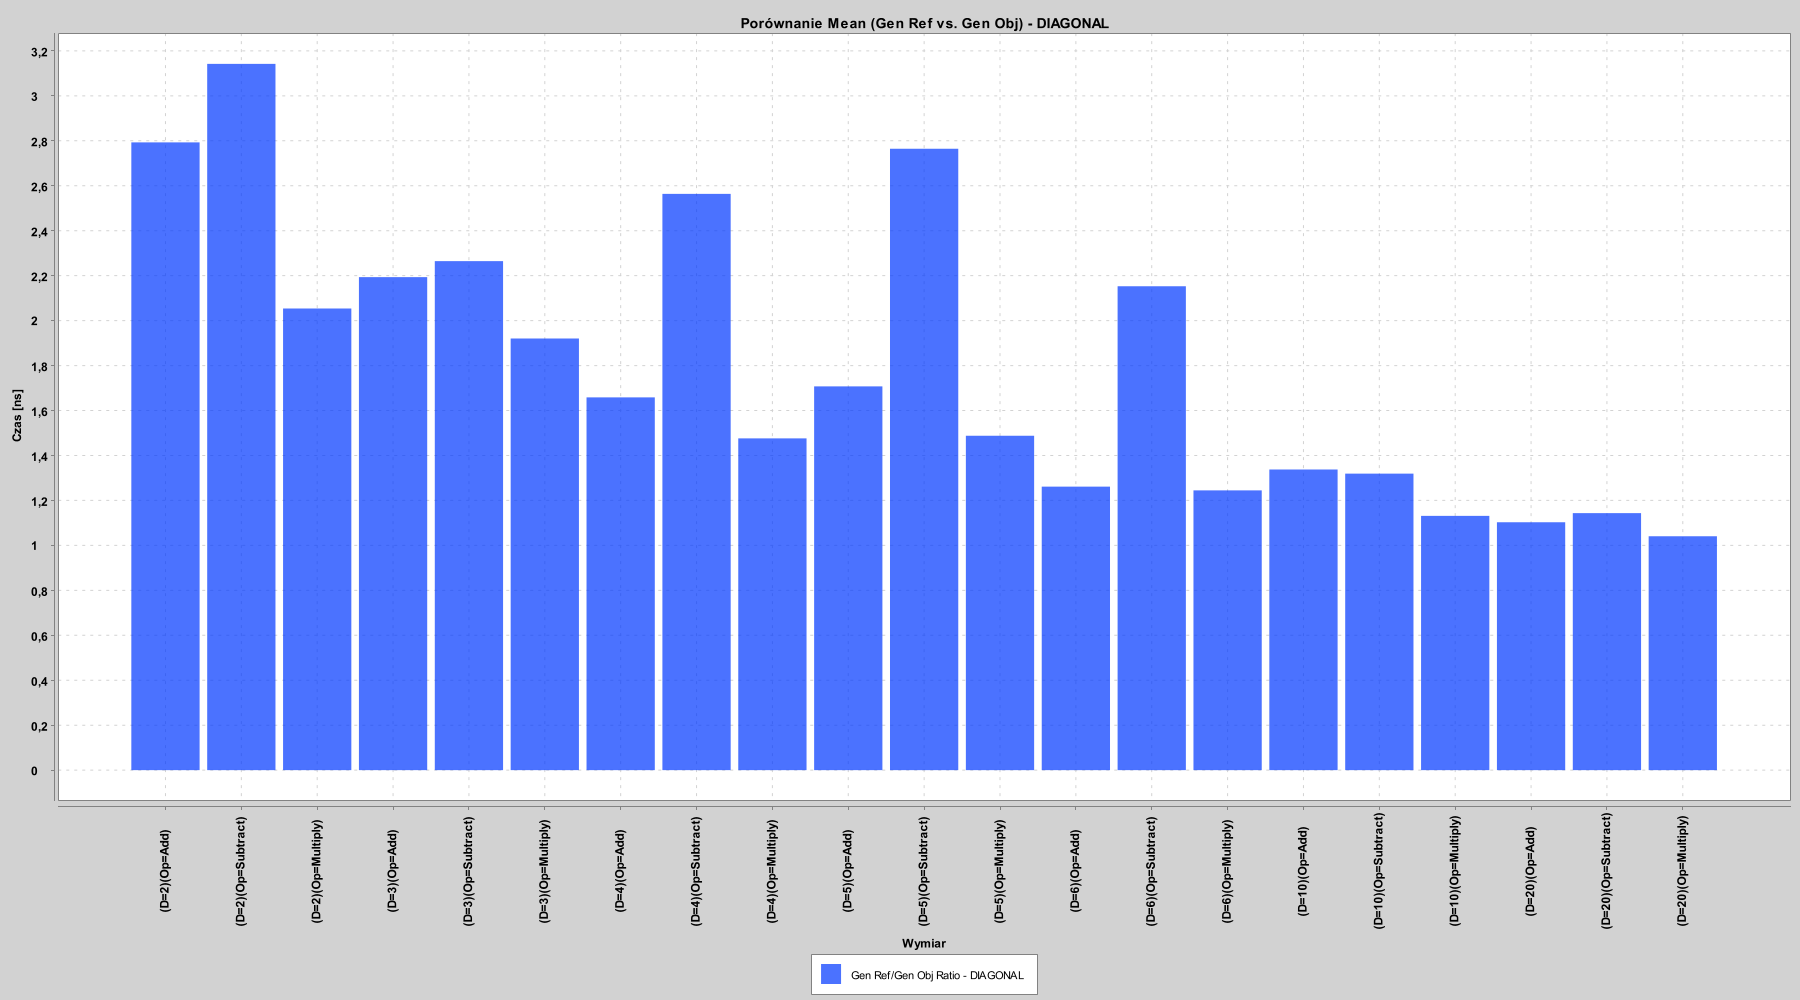 Porównanie Mean (Gen Ref vs. Gen Obj) - DIAGONAL
3,2
3
2,8
2,6
2,4
2,2
2
1,8
1,6
1,4
1,2
1
0,8
0,6
0,4
0,2
0
Czas [ns]
(D=2)(Op=Add)
(D=2)(Op=Subtract)
(D=2)(Op=Multiply)
(D=3)(Op=Add)
(D=3)(Op=Subtract)
(D=3)(Op=Multiply)
(D=4)(Op=Add)
(D=4)(Op=Subtract)
(D=4)(Op=Multiply)
(D=5)(Op=Add)
(D=5)(Op=Subtract)
(D=5)(Op=Multiply)
(D=6)(Op=Add)
(D=6)(Op=Subtract)
(D=6)(Op=Multiply)
(D=10)(Op=Add)
(D=10)(Op=Subtract)
(D=10)(Op=Multiply)
(D=20)(Op=Add)
(D=20)(Op=Subtract)
(D=20)(Op=Multiply)
Wymiar
Gen Ref/Gen Obj Ratio - DIAGONAL